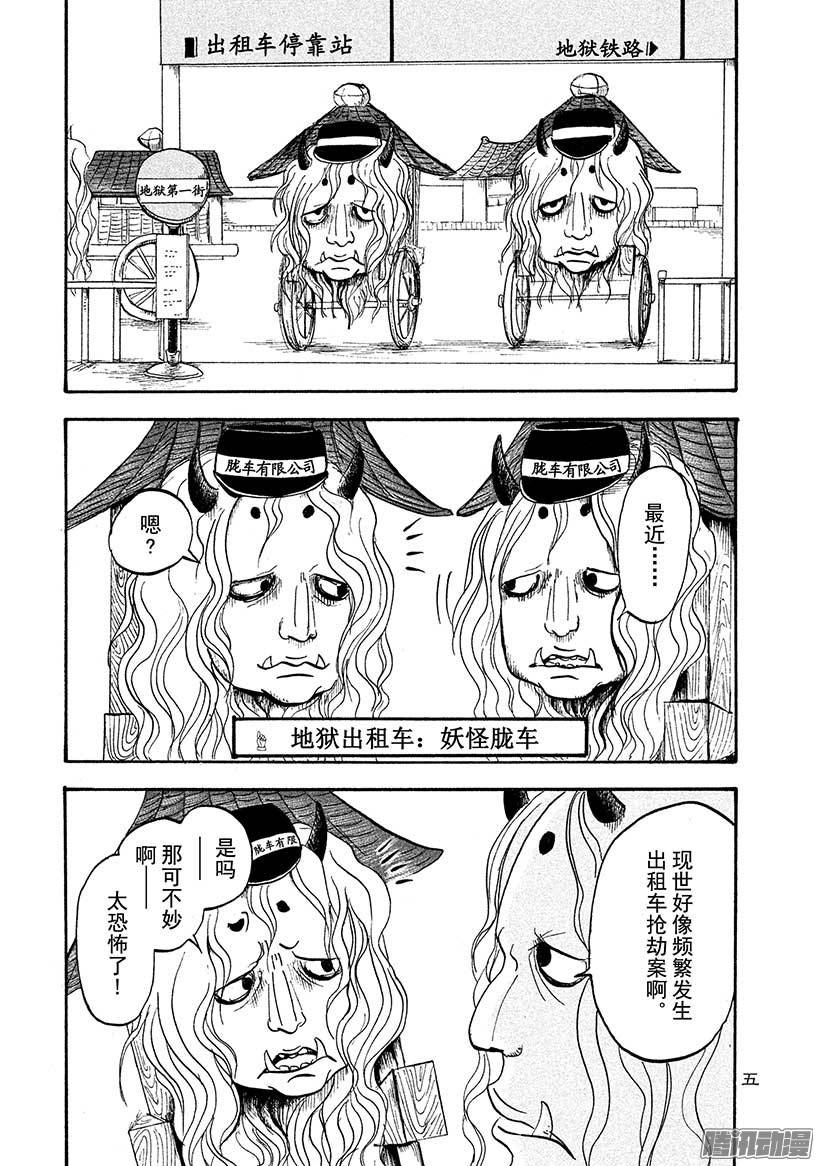 出租车停靠站
地狱铁路
地狱第一街
胧车有限公司
胧车有限公司
最近……
嗯？
地狱出租车：妖怪胧车
现世好像频繁发生
出租车抢劫案啊。
胧车有限
是吗
——
那可不妙
啊——
太恐怖了！
五
腾讯动漫